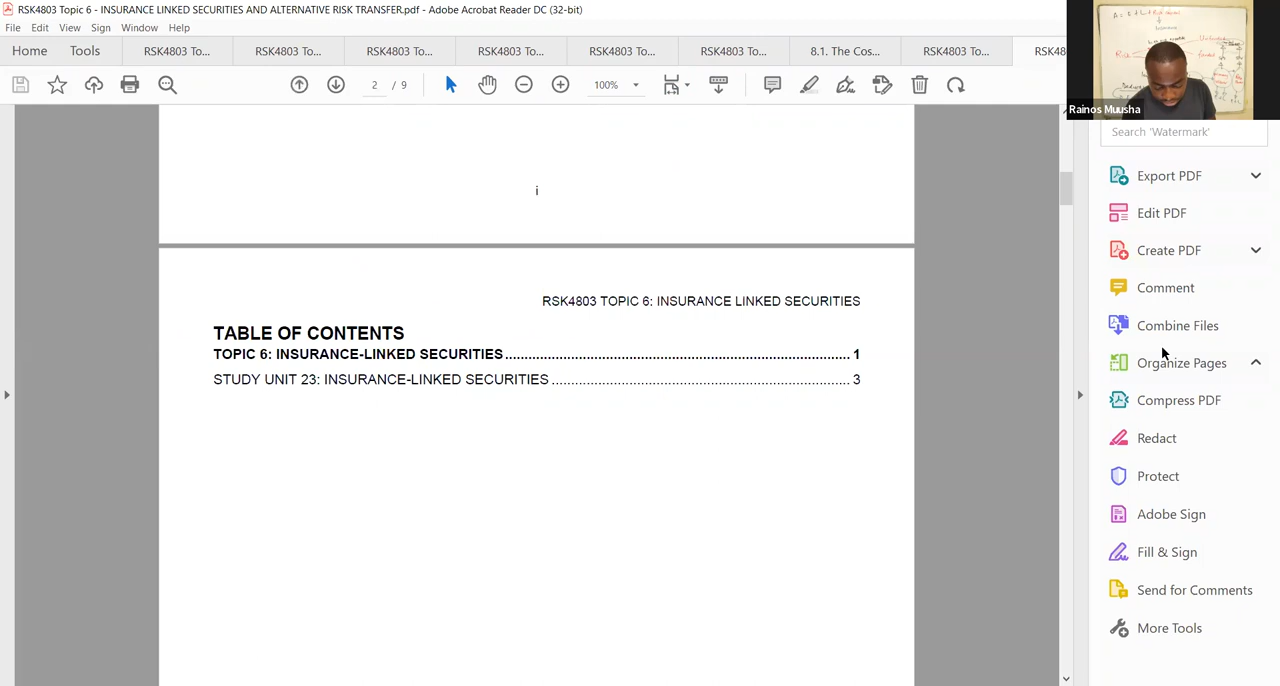 RSK4803 Topic 6 - INSURANCE LINKED SECURITIES AND ALTERNATIVE RISK TRANSFER.pdf - Adobe Acrobat Reader DC (32-bit)
File Edit View Sign Window Help
Home Tools RSK4803 To... RSK4803 To... RSK4803 To... RSK4803 To... RSK4803 To... RSK4803 To... 8.1. The Cos... RSK4803 To... RSK48
2 / 9 100%
Rainos Muusha
Risk
Search 'Watermark'
Export PDF
Edit PDF
Create PDF
Comment
Combine Files
Organize Pages
Compress PDF
Redact
Protect
Adobe Sign
Fill & Sign
Send for Comments
More Tools
i
RSK4803 TOPIC 6: INSURANCE LINKED SECURITIES
TABLE OF CONTENTS
TOPIC 6: INSURANCE-LINKED SECURITIES ........ 1
STUDY UNIT 23: INSURANCE-LINKED SECURITIES ........ 3